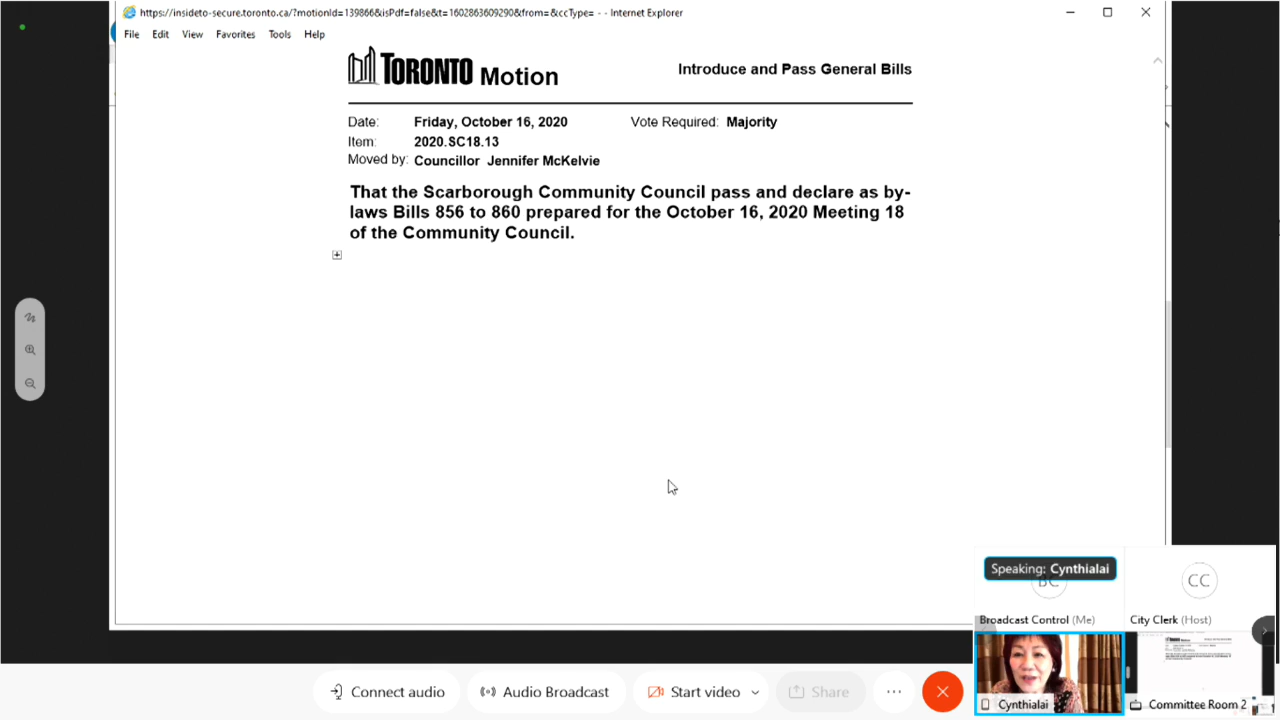 https://insideto-secure.toronto.ca/?motionId=139866&isPdf=false&t=1602863609290&from=&ccType= - - Internet Explorer
File Edit View Favorites Tools Help
TORONTO Motion
Introduce and Pass General Bills
Date: Friday, October 16, 2020 Vote Required: Majority
Item: 2020.SC18.13
Moved by: Councillor Jennifer McKelvie
That the Scarborough Community Council pass and declare as by-
laws Bills 856 to 860 prepared for the October 16, 2020 Meeting 18
of the Community Council.
Speaking: Cynthialai
BC
CC
Broadcast Control (Me)
City Clerk (Host)
Cynthialai
Committee Room 2
Connect audio
Audio Broadcast
Start video
Share